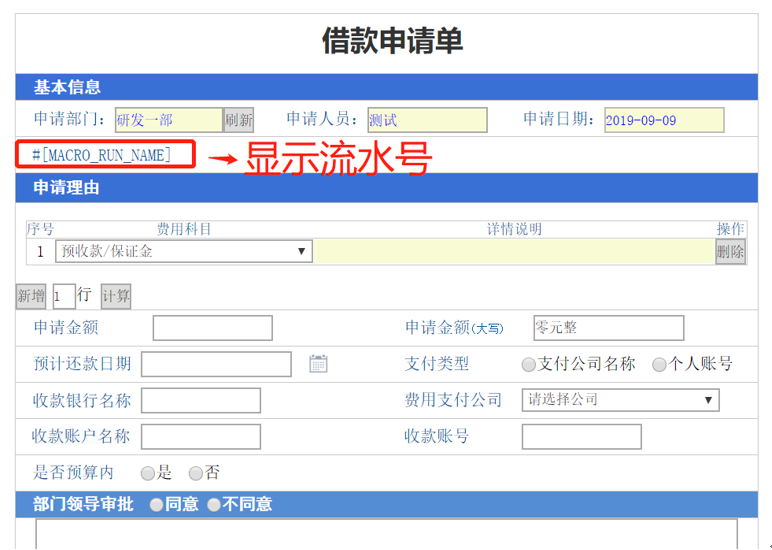 借款申请单
基本信息
申请部门: 研发一部 刷新 申请人员: 测试 申请日期: 2019-09-09
#[MACRO_RUN_NAME] 显示流水号
申请理由
序号 费用科目 详情说明 操作
1 预收款/保证金 删除
新增 1 行 计算
申请金额 申请金额(大写) 零元整
预计还款日期 支付类型 支付公司名称 个人账号
收款银行名称 费用支付公司 请选择公司
收款账户名称 收款账号
是否预算内 是 否
部门领导审批 同意 不同意